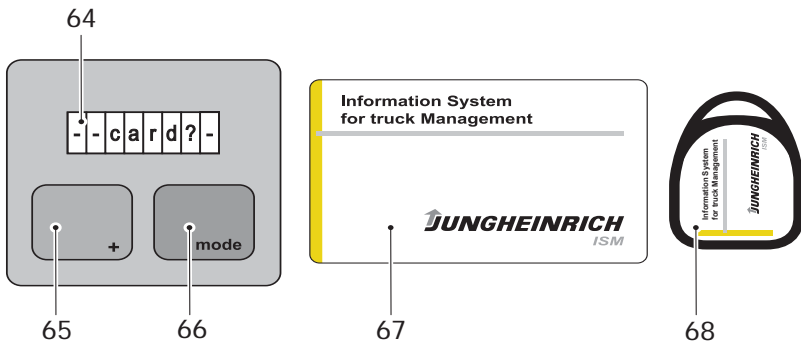 64
--card?-
+
mode
65
66
Information System
for truck Management
JUNGHEINRICH
ISM
67
Information System
for truck Management
JUNGHEINRICH
ISM
68